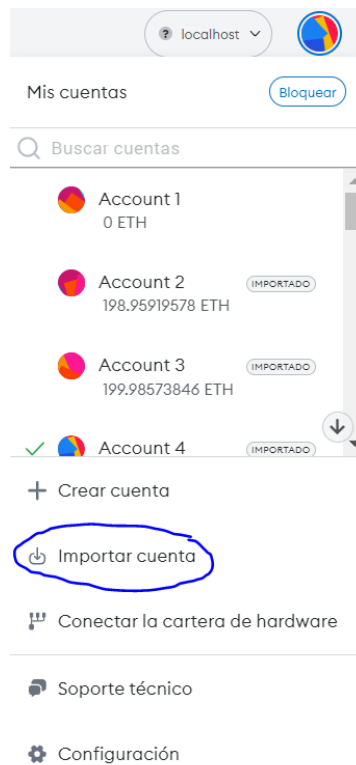 localhost
Mis cuentas
Bloquear
Buscar cuentas
Account 1
0 ETH
Account 2 IMPORTADO
198.95919578 ETH
Account 3 IMPORTADO
199.98573846 ETH
Account 4 IMPORTADO
Crear cuenta
Importar cuenta
Conectar la cartera de hardware
Soporte técnico
Configuración